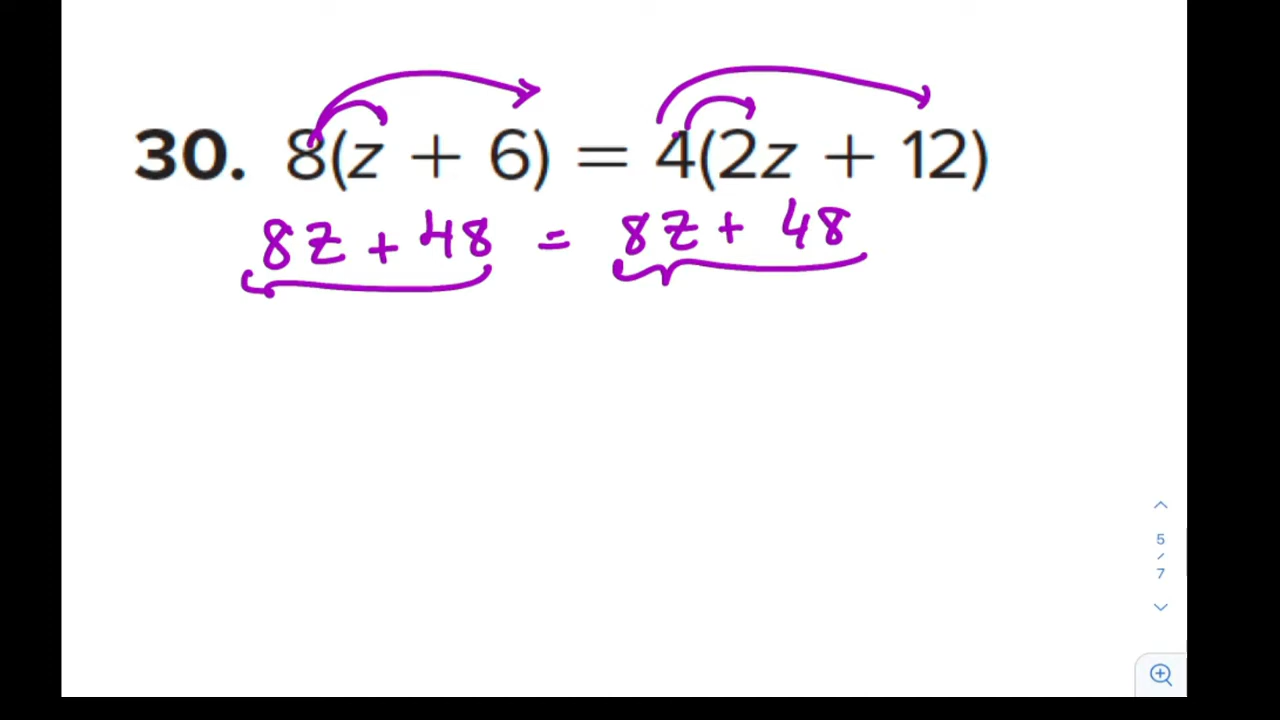 30. 8(z + 6) = 4(2z + 12)
8z + 48 = 8z + 48
5
/
7